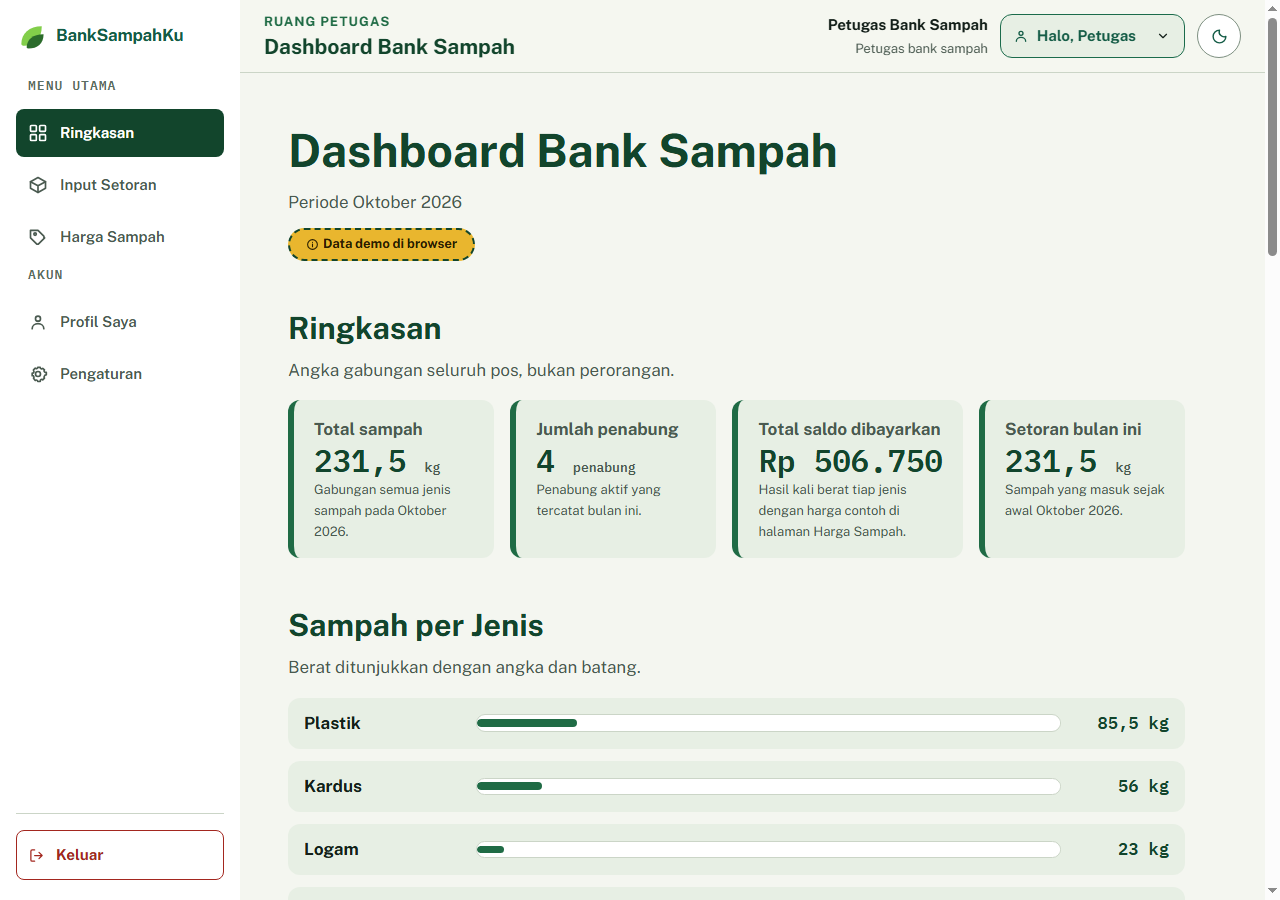 BankSampahKu
MENU UTAMA
Ringkasan
Input Setoran
Harga Sampah
AKUN
Profil Saya
Pengaturan
Keluar
RUANG PETUGAS
Dashboard Bank Sampah
Petugas Bank Sampah
Petugas bank sampah
Halo, Petugas
Dashboard Bank Sampah
Periode Oktober 2026
Data demo di browser
Ringkasan
Angka gabungan seluruh pos, bukan perorangan.
Total sampah
231,5 kg
Gabungan semua jenis
sampah pada Oktober
2026.
Jumlah penabung
4 penabung
Penabung aktif yang
tercatat bulan ini.
Total saldo dibayarkan
Rp 506.750
Hasil kali berat tiap jenis
dengan harga contoh di
halaman Harga Sampah.
Setoran bulan ini
231,5 kg
Sampah yang masuk sejak
awal Oktober 2026.
Sampah per Jenis
Berat ditunjukkan dengan angka dan batang.
Plastik 85,5 kg
Kardus 56 kg
Logam 23 kg